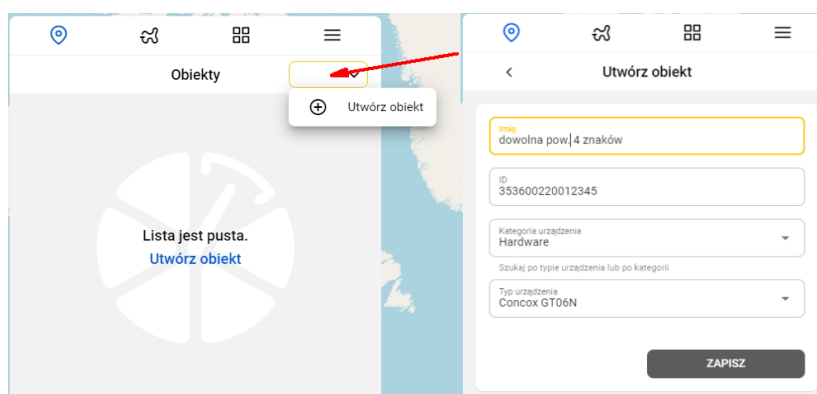 Obiekty
Utwórz obiekt
Lista jest pusta.
Utwórz obiekt
Utwórz obiekt
Imię
dowolna pow. 4 znaków
ID
353600220012345
Kategoria urządzenia
Hardware
Szukaj po typie urządzenia lub po kategorii
Typ urządzenia
Concox GT06N
ZAPISZ